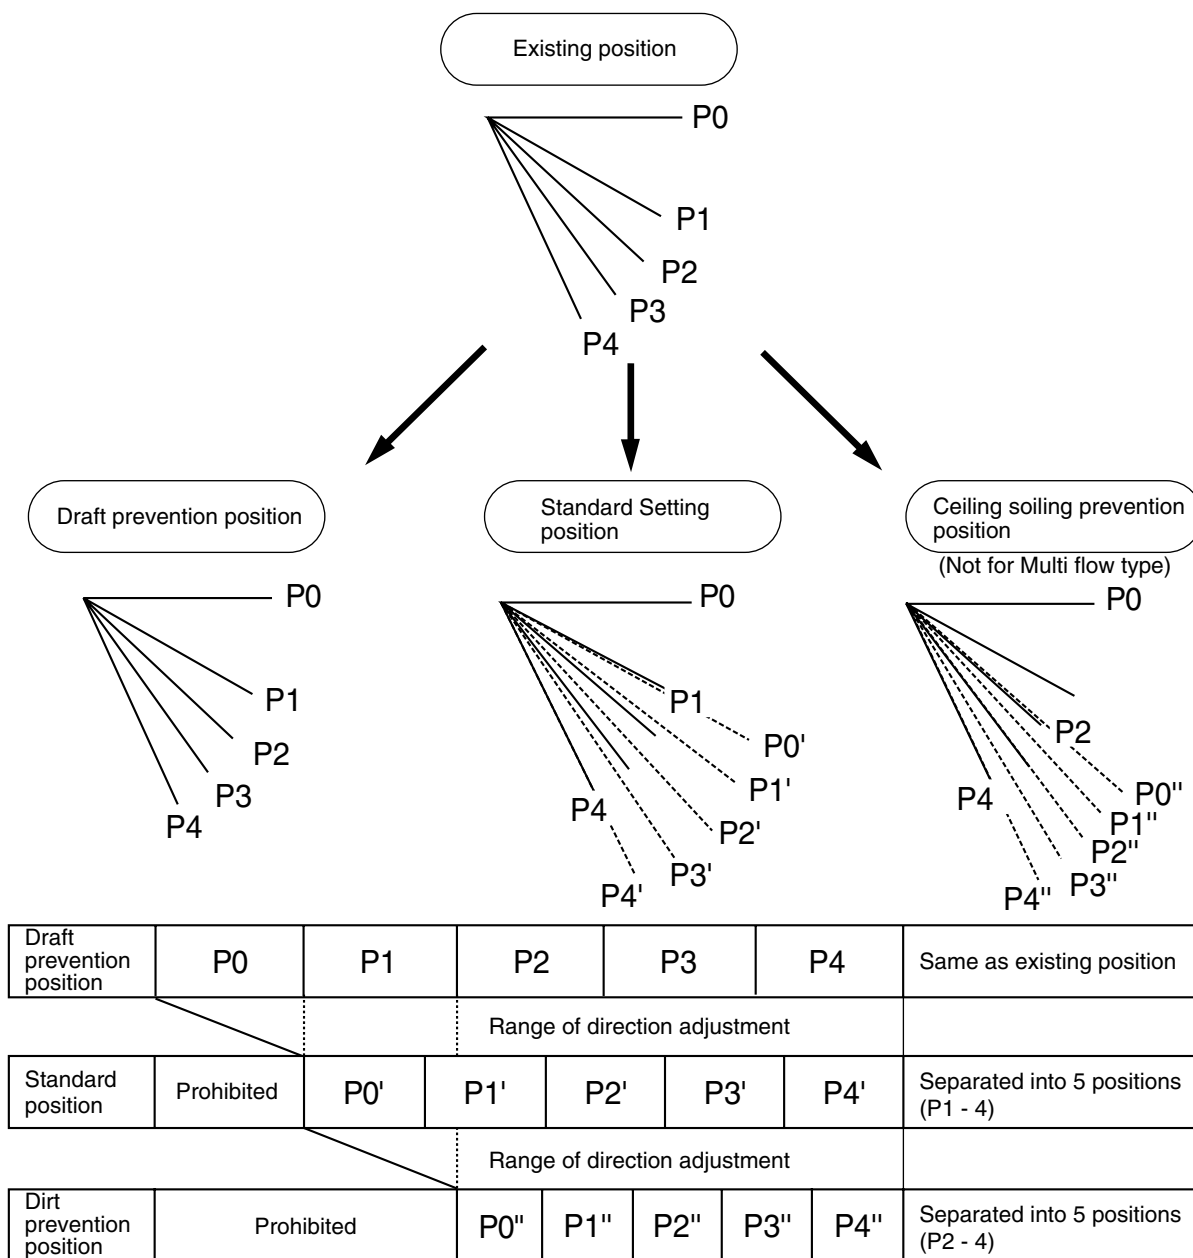 Existing position
P0
P1
P2
P3
P4
Draft prevention position
P0
P1
P2
P3
P4
Standard Setting
position
P0
P1
P0'
P1'
P4
P2'
P3'
P4'
Ceiling soiling prevention
position
(Not for Multi flow type)
P0
P2
P4
P0"
P1"
P2"
P3"
P4"
Draft
prevention
position
P0
P1
P2
P3
P4
Same as existing position
Range of direction adjustment
Standard
position
Prohibited
P0'
P1'
P2'
P3'
P4'
Separated into 5 positions
(P1 - 4)
Range of direction adjustment
Dirt
prevention
position
Prohibited
P0"
P1"
P2"
P3"
P4"
Separated into 5 positions
(P2 - 4)